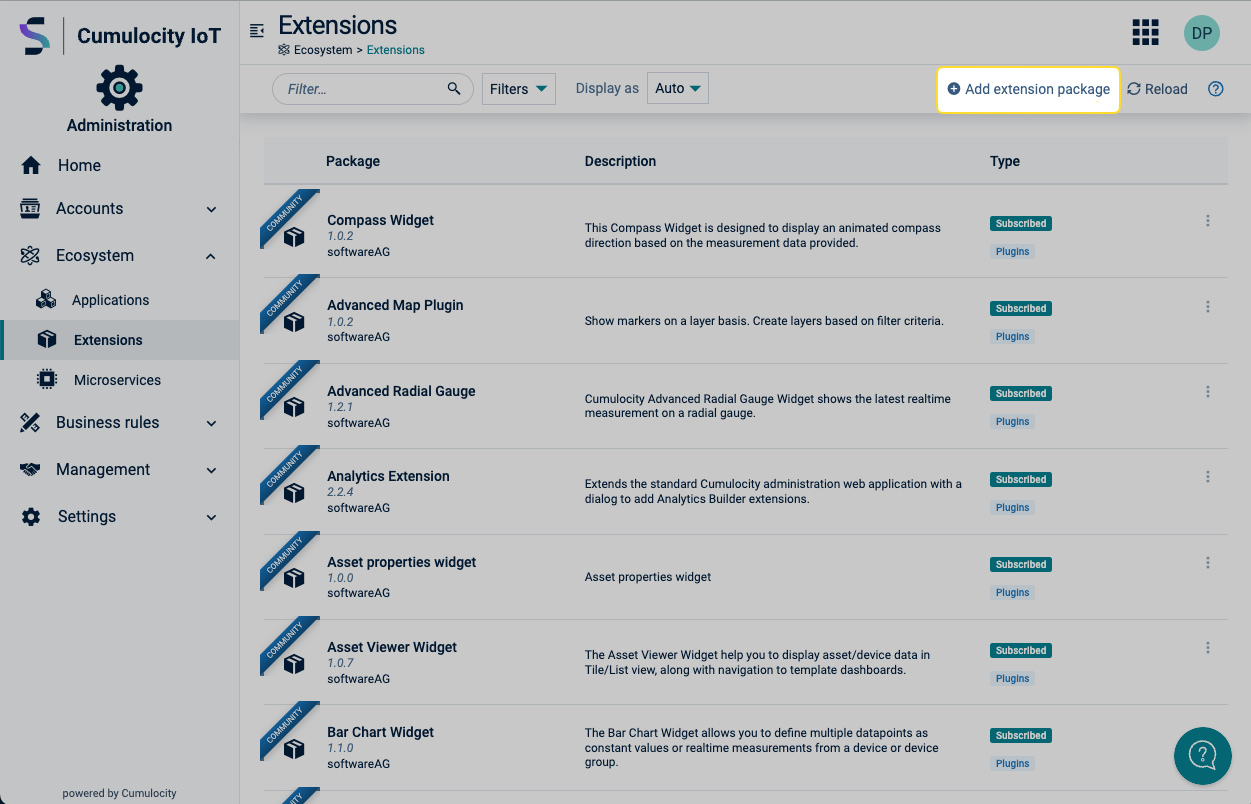 Cumulocity IoT
Administration
Home
Accounts
Ecosystem
Applications
Extensions
Microservices
Business rules
Management
Settings
powered by Cumulocity
Extensions
Ecosystem > Extensions
DP
Filter...
Filters
Display as
Auto
Add extension package
Reload
Package
Description
Type
COMMUNITY
Compass Widget
1.0.2
softwareAG
This Compass Widget is designed to display an animated compass
direction based on the measurement data provided.
Subscribed
Plugins
COMMUNITY
Advanced Map Plugin
1.0.2
softwareAG
Show markers on a layer basis. Create layers based on filter criteria.
Subscribed
Plugins
COMMUNITY
Advanced Radial Gauge
1.2.1
softwareAG
Cumulocity Advanced Radial Gauge Widget shows the latest realtime
measurement on a radial gauge.
Subscribed
Plugins
COMMUNITY
Analytics Extension
2.2.4
softwareAG
Extends the standard Cumulocity administration web application with a
dialog to add Analytics Builder extensions.
Subscribed
Plugins
COMMUNITY
Asset properties widget
1.0.0
softwareAG
Asset properties widget
Subscribed
Plugins
COMMUNITY
Asset Viewer Widget
1.0.7
softwareAG
The Asset Viewer Widget help you to display asset/device data in
Tile/List view, along with navigation to template dashboards.
Subscribed
Plugins
COMMUNITY
Bar Chart Widget
1.1.0
softwareAG
The Bar Chart Widget allows you to define multiple datapoints as
constant values or realtime measurements from a device or device
group.
Subscribed
Plugins